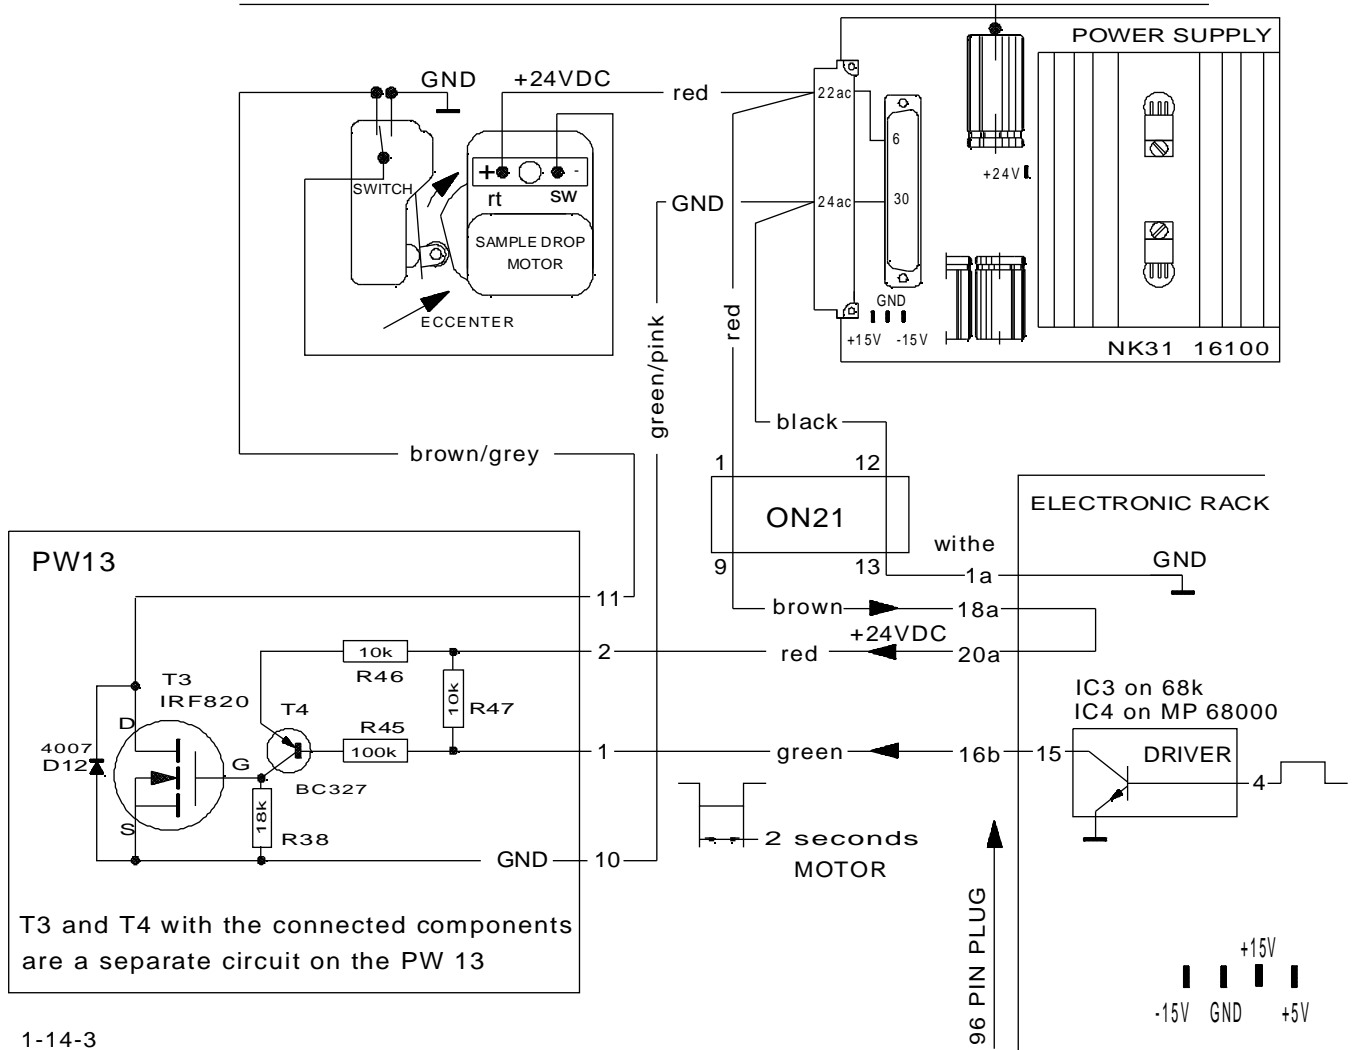 POWER SUPPLY
GND
+24VDC
red
22ac
6
+24V
SWITCH
+
-
rt
sw
GND
24ac
30
SAMPLE DROP
MOTOR
ECCENTER
GND
+15V
-15V
NK31 16100
red
green/pink
black
brown/grey
1
12
ON21
9
13
ELECTRONIC RACK
withe
1a
GND
PW13
11
brown
18a
+24VDC
2
red
20a
10k
R46
T3
IRF820
10k
R47
T4
IC3 on 68k
IC4 on MP 68000
D
R45
100k
1
green
16b
15
DRIVER
4
4007
D12
G
BC327
18k
R38
S
2 seconds
MOTOR
GND
10
T3 and T4 with the connected components
are a separate circuit on the PW 13
96 PIN PLUG
+15V
-15V
GND
+5V
1-14-3